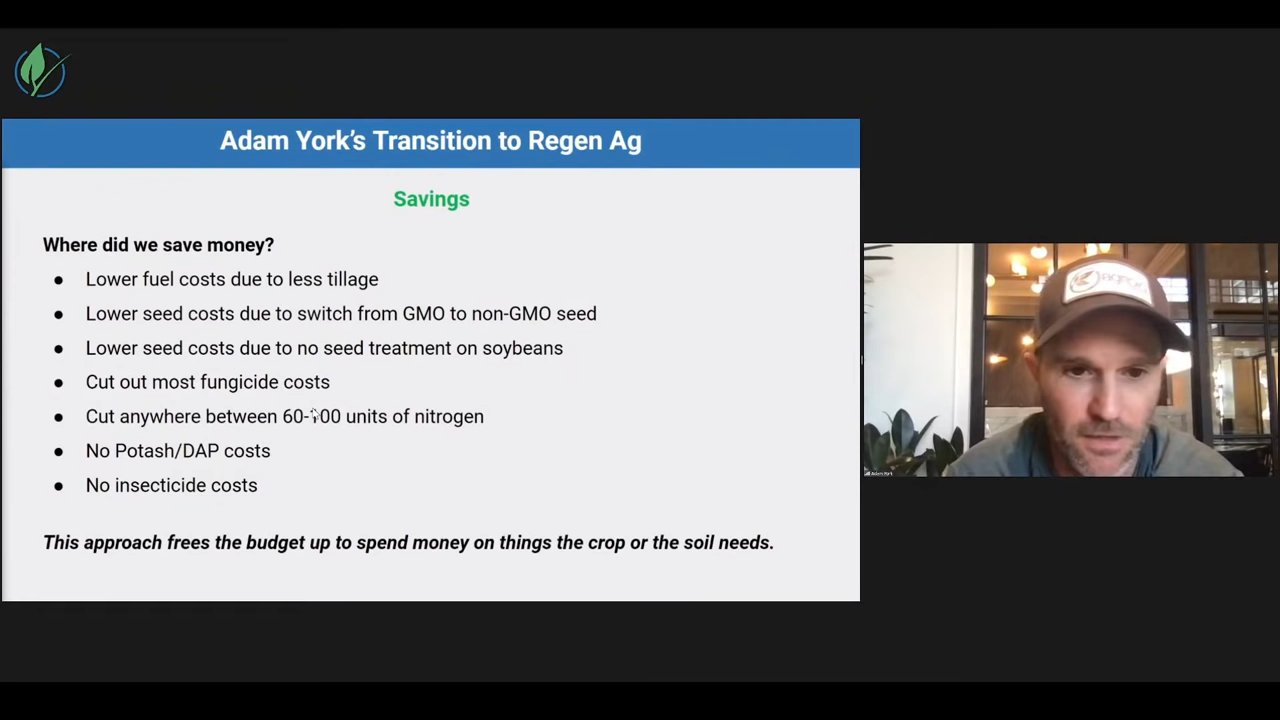 Adam York's Transition to Regen Ag
Savings
Where did we save money?
● Lower fuel costs due to less tillage
● Lower seed costs due to switch from GMO to non-GMO seed
● Lower seed costs due to no seed treatment on soybeans
● Cut out most fungicide costs
● Cut anywhere between 60-100 units of nitrogen
● No Potash/DAP costs
● No insecticide costs
This approach frees the budget up to spend money on things the crop or the soil needs.
Adam York